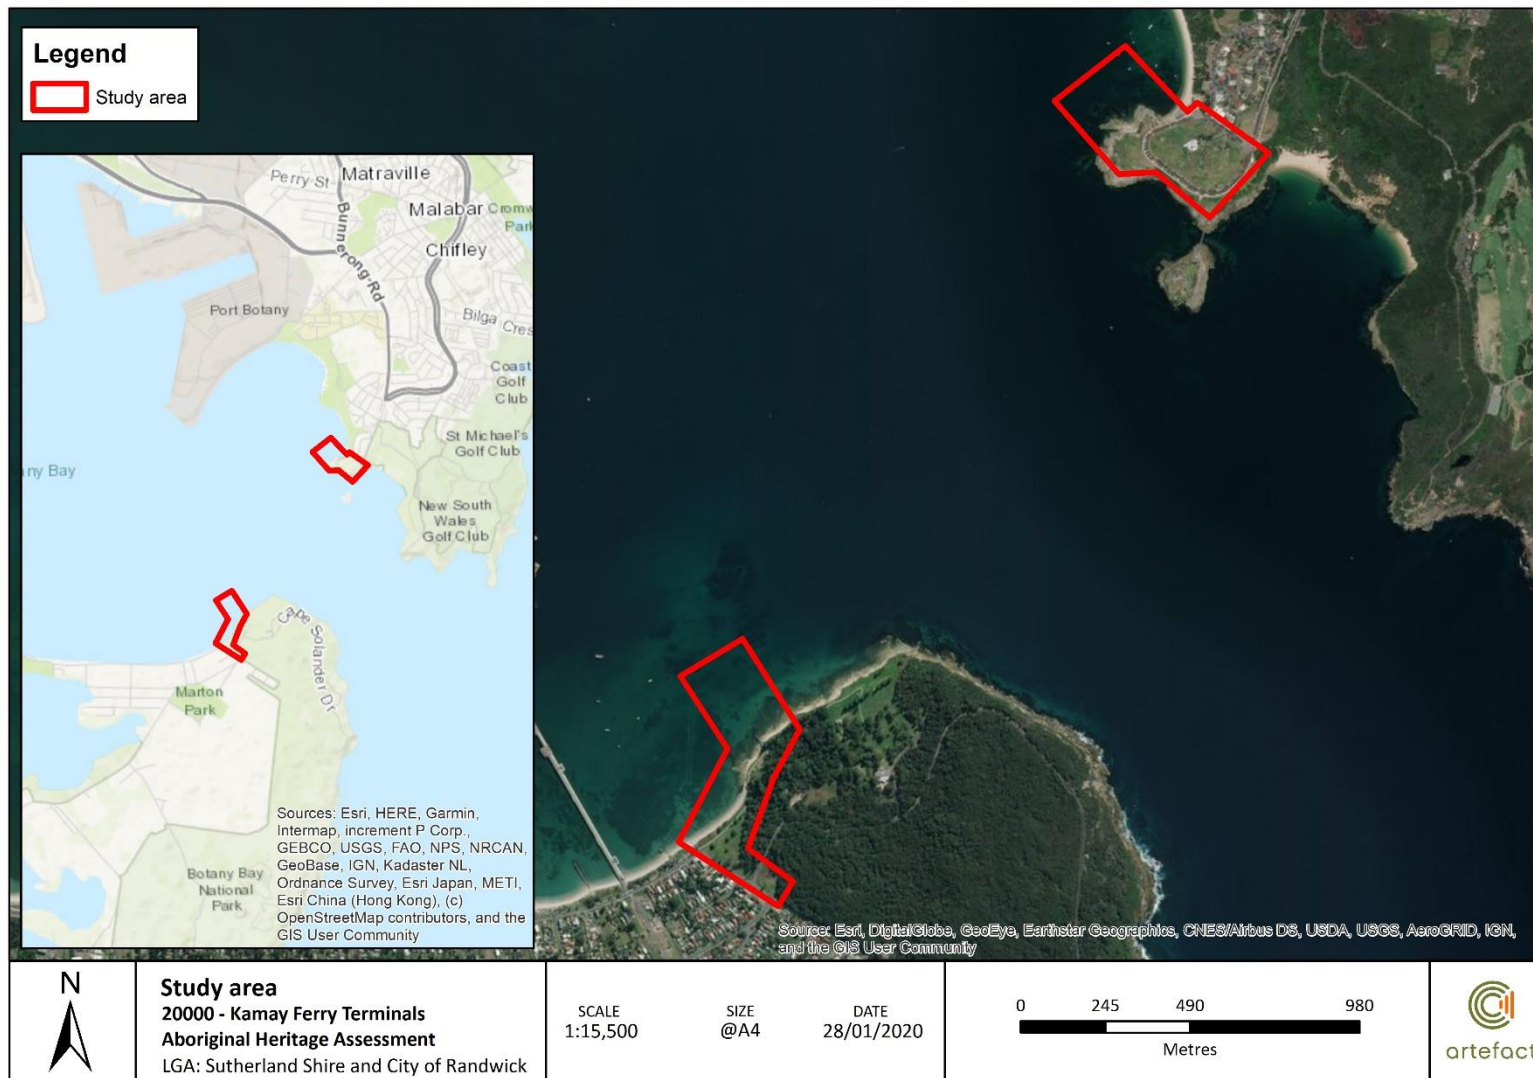 Legend
Study area
Perry-St
Matraville
Malabar
Cromw
Park
Chifley
Bunnerong-Rd
Port Botany
Bilga Cres
Coast
Golf
Club
St Michael's
Golf Club
ny Bay
New South
Wales
Golf Club
Cape Solander Dr
Marton
Park
Botany Bay
National
Park
Sources: Esri, HERE, Garmin,
Intermap, increment P Corp.,
GEBCO, USGS, FAO, NPS, NRCAN,
GeoBase, IGN, Kadaster NL,
Ordnance Survey, Esri Japan, METI,
Esri China (Hong Kong), (c)
OpenStreetMap contributors, and the
GIS User Community
Source: Esri, DigitalGlobe, GeoEye, Earthstar Geographics, CNES/Airbus DS, USDA, USGS, AeroGRID, IGN,
and the GIS User Community
N
Study area
20000 - Kamay Ferry Terminals
Aboriginal Heritage Assessment
LGA: Sutherland Shire and City of Randwick
SCALE
1:15,500
SIZE
@A4
DATE
28/01/2020
0 245 490 980
Metres
artefact